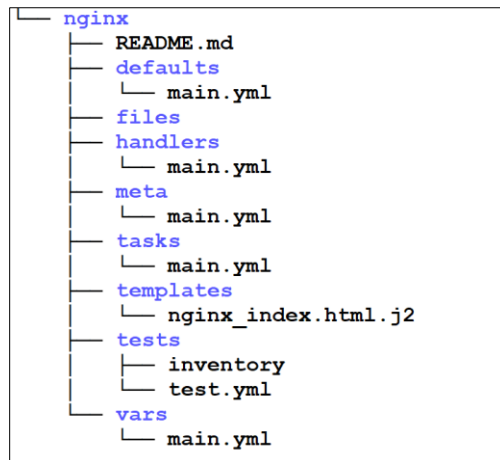 └── nginx
    ├── README.md
    ├── defaults
    │   └── main.yml
    ├── files
    ├── handlers
    │   └── main.yml
    ├── meta
    │   └── main.yml
    ├── tasks
    │   └── main.yml
    ├── templates
    │   └── nginx_index.html.j2
    ├── tests
    │   ├── inventory
    │   └── test.yml
    └── vars
        └── main.yml